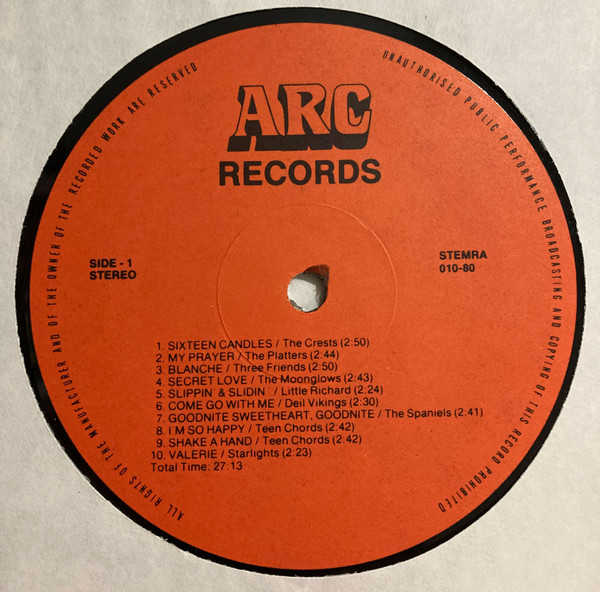 ALL RIGHTS OF THE MANUFACTURER AND OF THE OWNER OF THE RECORDED WORK ARE RESERVED
UNAUTHORISED PUBLIC PERFORMANCE BROADCASTING AND COPYING OF THIS RECORD PROHIBITED
ARC
RECORDS
SIDE - 1
STEREO
STEMRA
010-80
1. SIXTEEN CANDLES / The Crests (2:50)
2. MY PRAYER / The Platters (2:44)
3. BLANCHE / Three Friends (2:50)
4. SECRET LOVE / The Moonglows (2:43)
5. SLIPPIN' & SLIDIN' / Little Richard (2:24)
6. COME GO WITH ME / Deil Vikings (2:30)
7. GOODNITE SWEETHEART, GOODNITE / The Spaniels (2:41)
8. I'M SO HAPPY / Teen Chords (2:42)
9. SHAKE A HAND / Teen Chords (2:42)
10. VALERIE / Starlights (2:23)
Total Time: 27:13